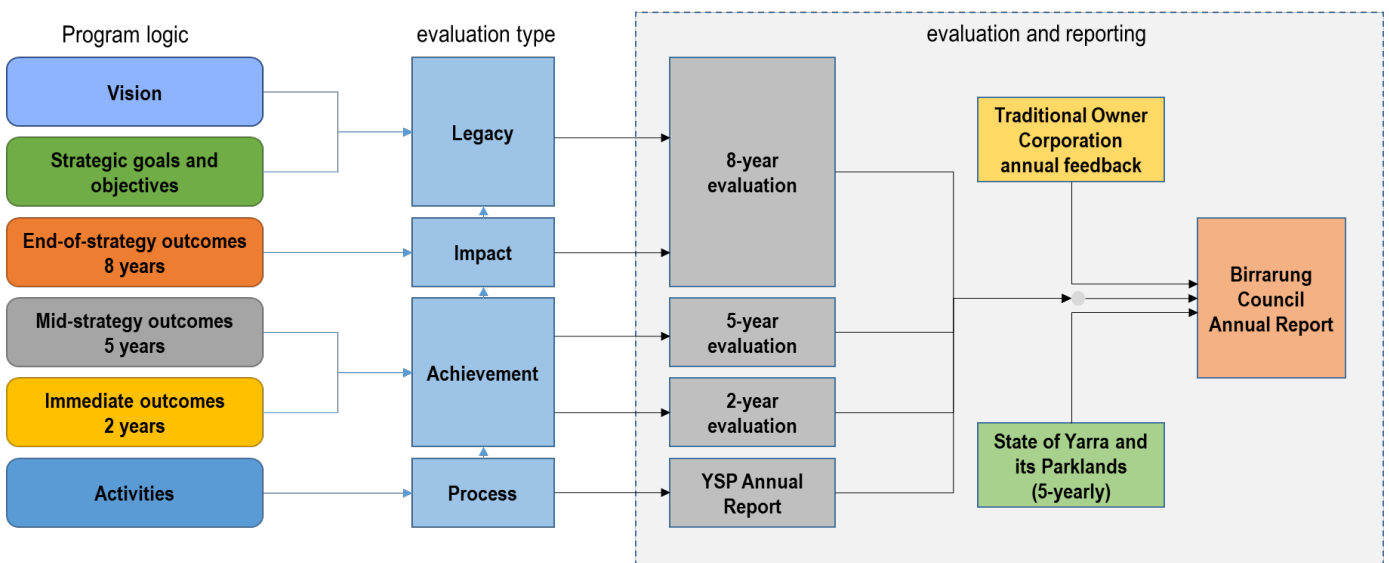 Program logic
evaluation type
evaluation and reporting
Vision
Strategic goals and
objectives
End-of-strategy outcomes
8 years
Mid-strategy outcomes
5 years
Immediate outcomes
2 years
Activities
Legacy
Impact
Achievement
Process
8-year
evaluation
5-year
evaluation
2-year
evaluation
YSP Annual
Report
Traditional Owner
Corporation
annual feedback
State of Yarra and
its Parklands
(5-yearly)
Birrarung
Council
Annual Report